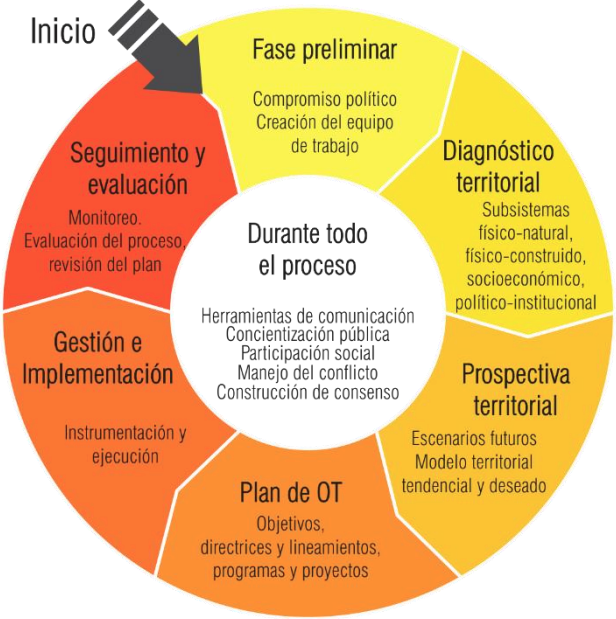 Inicio
Fase preliminar
Compromiso político
Creación del equipo
de trabajo
Diagnóstico
territorial
Subsistemas
físico-natural,
físico-construido,
socioeconómico,
político-institucional
Prospectiva
territorial
Escenarios futuros
Modelo territorial
tendencial y deseado
Plan de OT
Objetivos,
directrices y lineamientos,
programas y proyectos
Gestión e
Implementación
Instrumentación y
ejecución
Seguimiento y
evaluación
Monitoreo.
Evaluación del proceso,
revisión del plan
Durante todo
el proceso
Herramientas de comunicación
Concientización pública
Participación social
Manejo del conflicto
Construcción de consenso